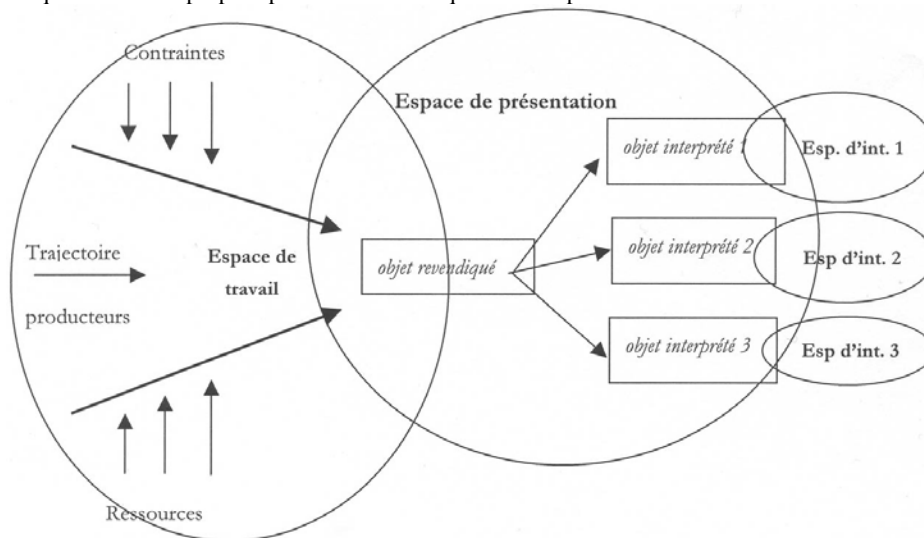 Contraintes
Espace de présentation
objet interprété 1
Esp. d'int. 1
Trajectoire
producteurs
Espace de
travail
objet revendiqué
objet interprété 2
Esp d'int. 2
objet interprété 3
Esp d'int. 3
Ressources